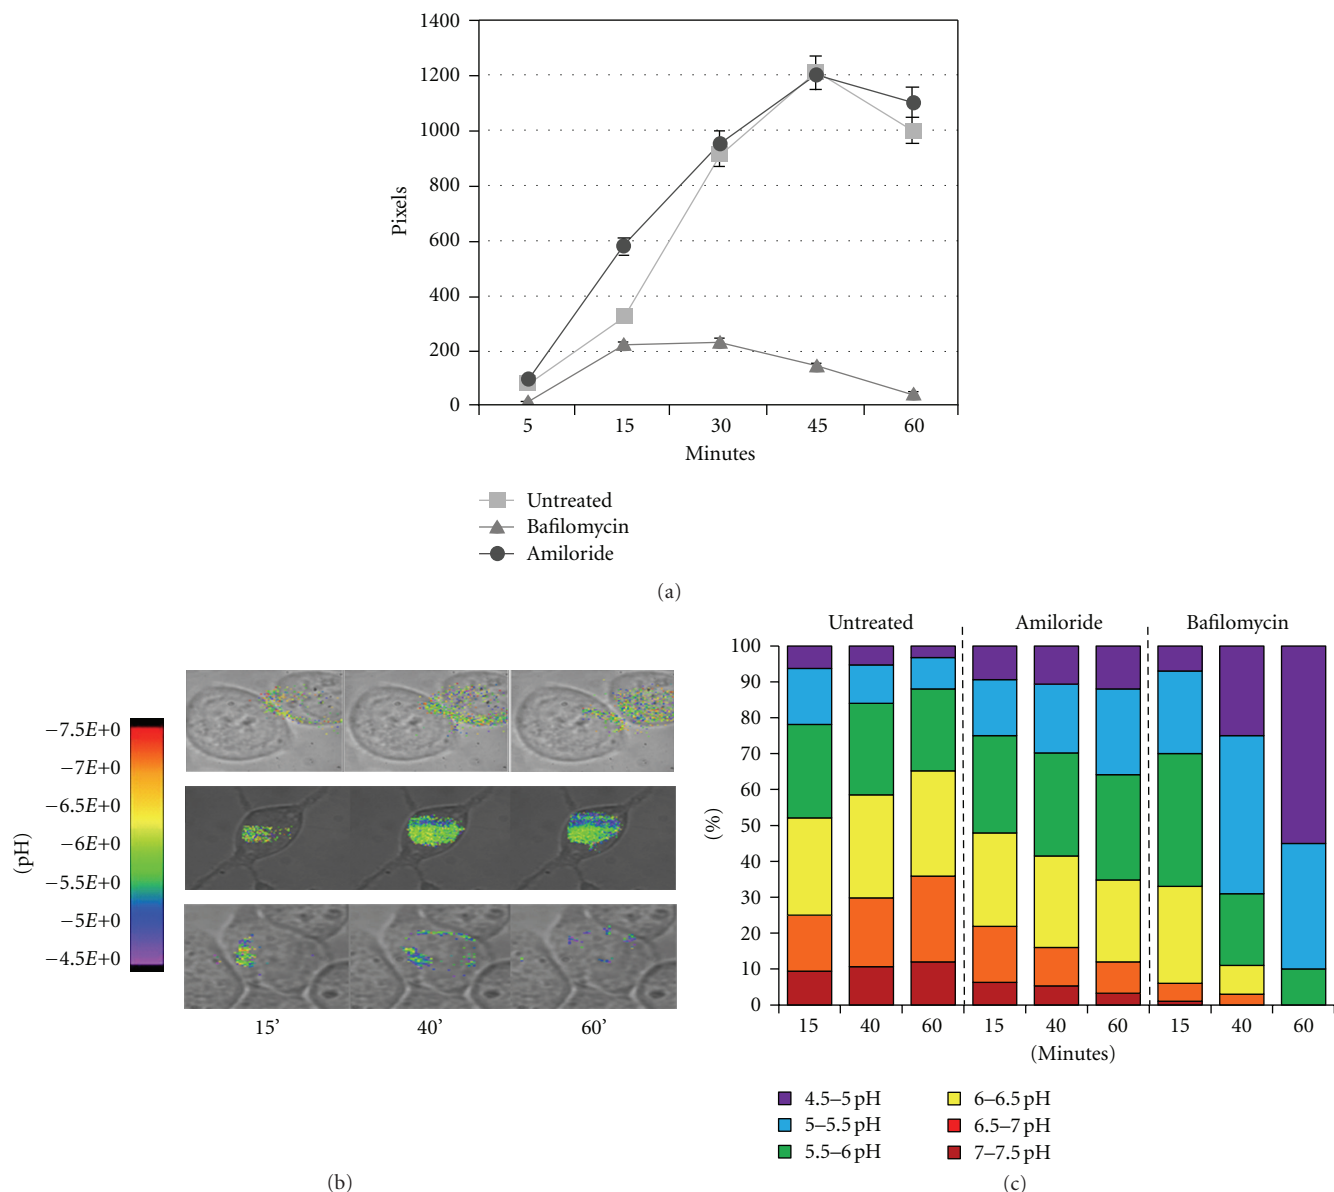 1400
1200
1000
800
600
400
200
0
Pixels
5 15 30 45 60
Minutes
Untreated
Bafilomycin
Amiloride
(a)
(pH)
−7.5E+0
−7E+0
−6.5E+0
−6E+0
−5.5E+0
−5E+0
−4.5E+0
15’ 40’ 60’
(b)
Untreated Amiloride Bafilomycin
100
90
80
70
60
50
40
30
20
10
0
(%)
15 40 60 15 40 60 15 40 60
(Minutes)
4.5–5 pH
5–5.5 pH
5.5–6 pH
6–6.5 pH
6.5–7 pH
7–7.5 pH
(c)